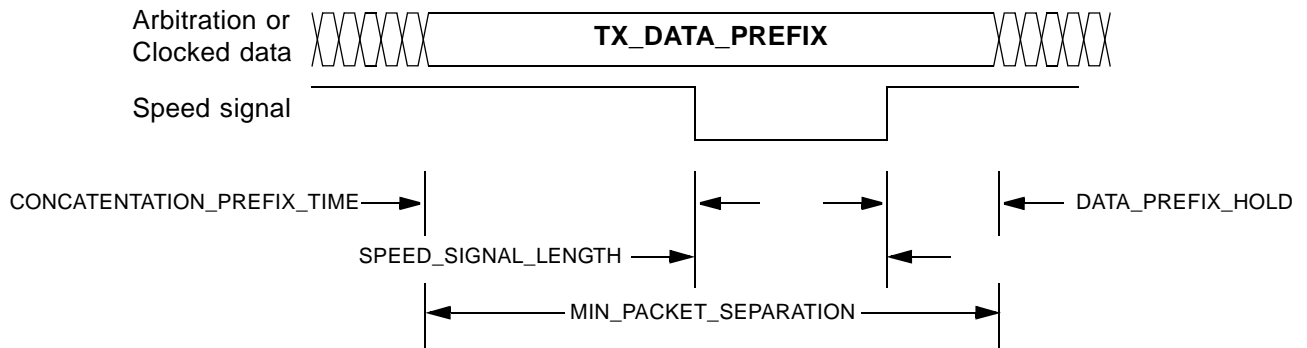 Arbitration or
Clocked data
TX_DATA_PREFIX
Speed signal
CONCATENTATION_PREFIX_TIME
DATA_PREFIX_HOLD
SPEED_SIGNAL_LENGTH
MIN_PACKET_SEPARATION